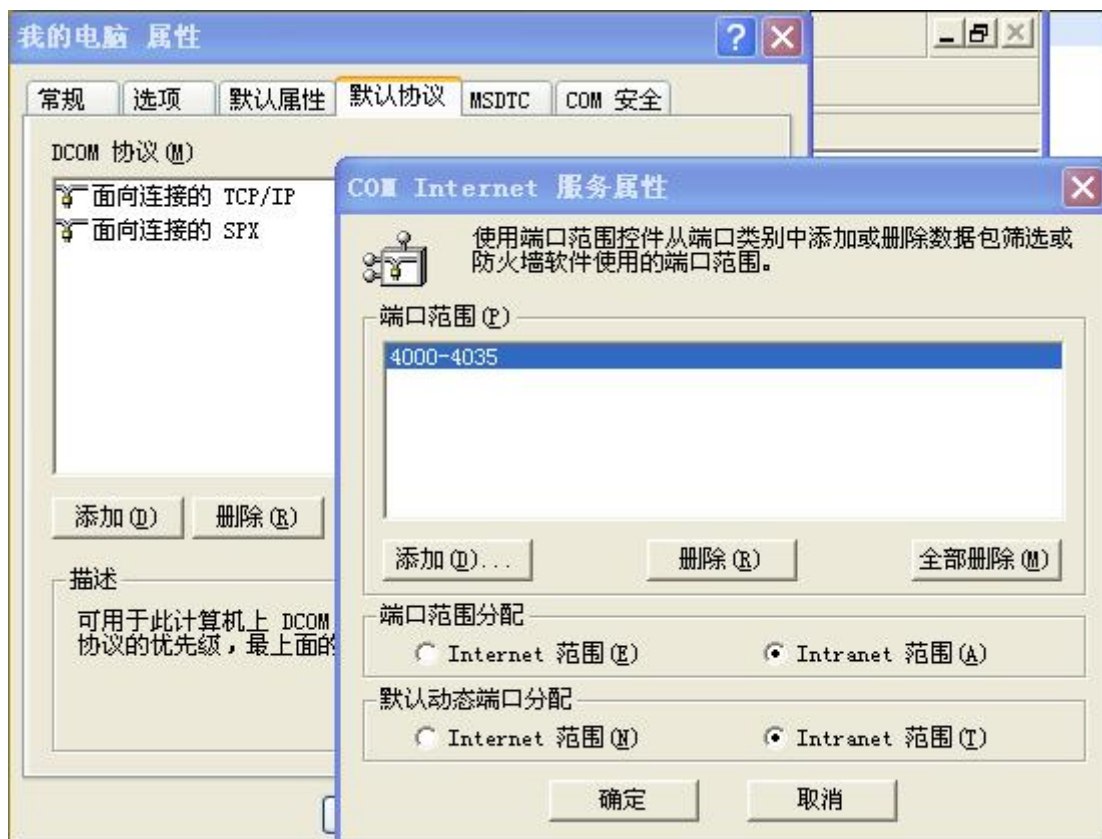 我的电脑 属性
常规
选项
默认属性
默认协议
MSDTC
COM 安全
DCOM 协议(M)
面向连接的 TCP/IP
面向连接的 SPX
添加(D)
删除(R)
描述
可用于此计算机上 DCOM
协议的优先级，最上面的
COM Internet 服务属性
使用端口范围控件从端口类别中添加或删除数据包筛选或
防火墙软件使用的端口范围。
端口范围(P)
4000-4035
添加(D)...
删除(R)
全部删除(M)
端口范围分配
Internet 范围(E)
Intranet 范围(A)
默认动态端口分配
Internet 范围(N)
Intranet 范围(T)
确定
取消